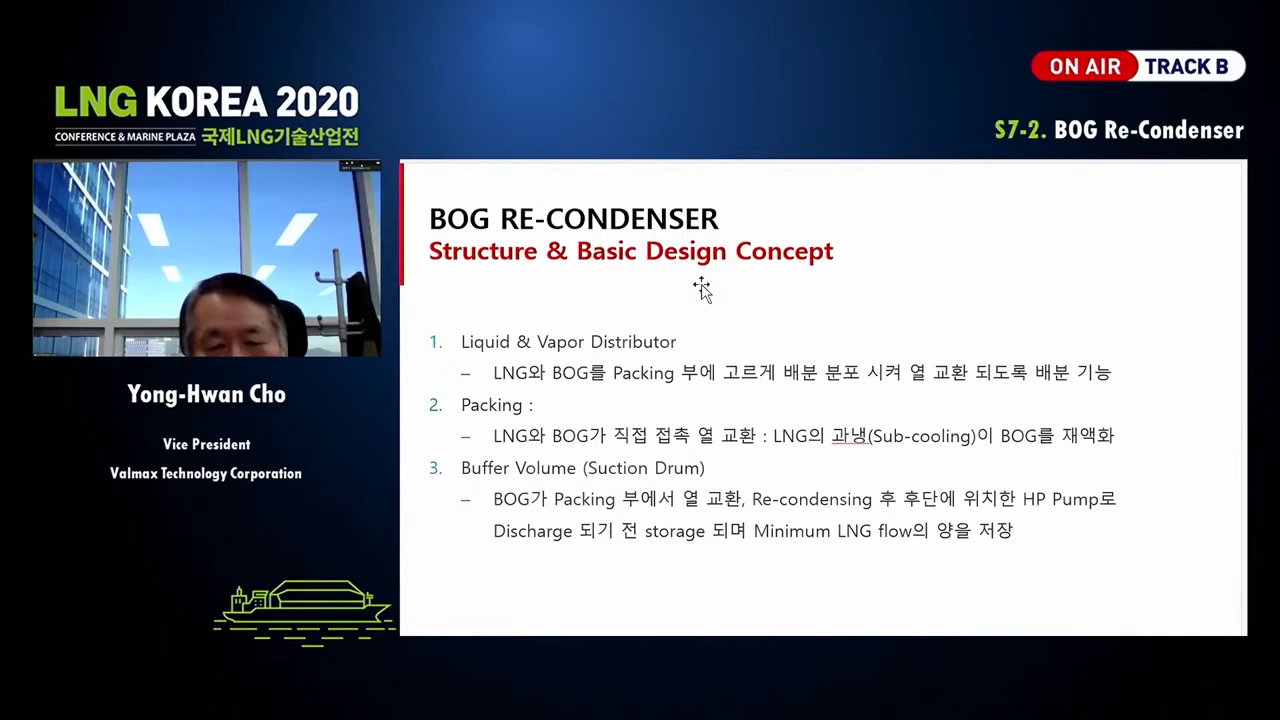 ON AIR TRACK B
LNG KOREA 2020
CONFERENCE & MARINE PLAZA 국제LNG기술산업전
S7-2. BOG Re-Condenser
Yong-Hwan Cho
Vice President
Valmax Technology Corporation
BOG RE-CONDENSER
Structure & Basic Design Concept
1. Liquid & Vapor Distributor
– LNG와 BOG를 Packing 부에 고르게 배분 분포 시켜 열 교환 되도록 배분 기능
2. Packing :
– LNG와 BOG가 직접 접촉 열 교환 : LNG의 과냉(Sub-cooling)이 BOG를 재액화
3. Buffer Volume (Suction Drum)
– BOG가 Packing 부에서 열 교환, Re-condensing 후 후단에 위치한 HP Pump로
Discharge 되기 전 storage 되며 Minimum LNG flow의 양을 저장